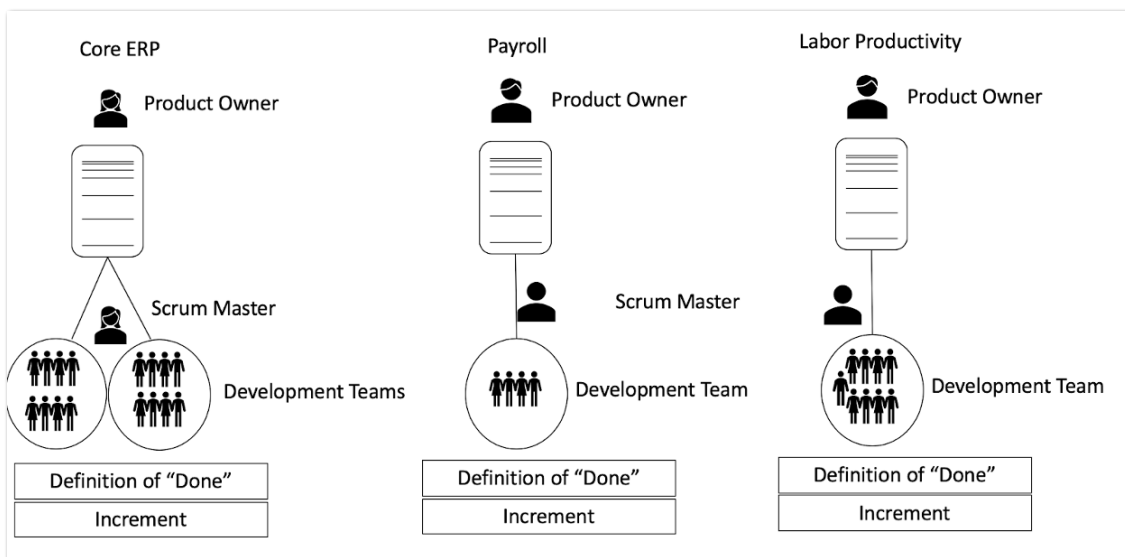 Core ERP
Product Owner
Scrum Master
Development Teams
Definition of “Done”
Increment
Payroll
Product Owner
Scrum Master
Development Team
Definition of “Done”
Increment
Labor Productivity
Product Owner
Development Team
Definition of “Done”
Increment